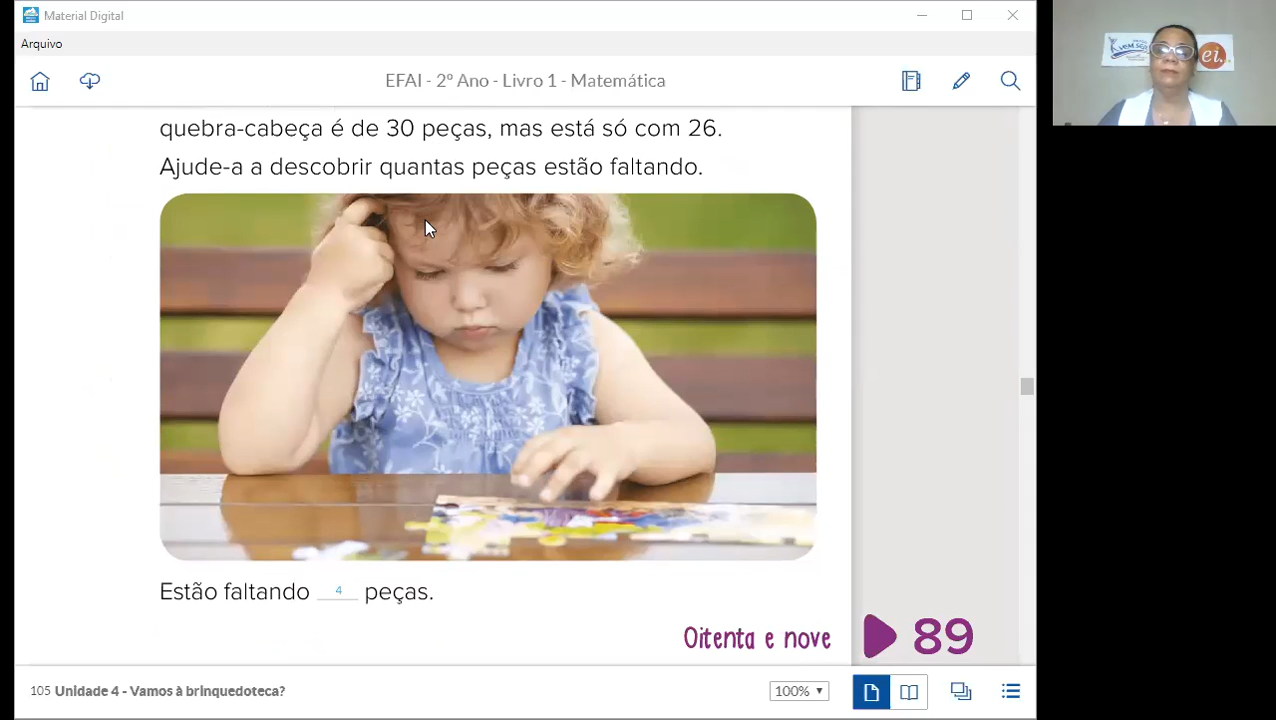 Material Digital
Arquivo
EFAI - 2º Ano - Livro 1 - Matemática
quebra-cabeça é de 30 peças, mas está só com 26.
Ajude-a a descobrir quantas peças estão faltando.
Estão faltando 4 peças.
Oitenta e nove
89
105 Unidade 4 - Vamos à brinquedoteca?
100%
ei...